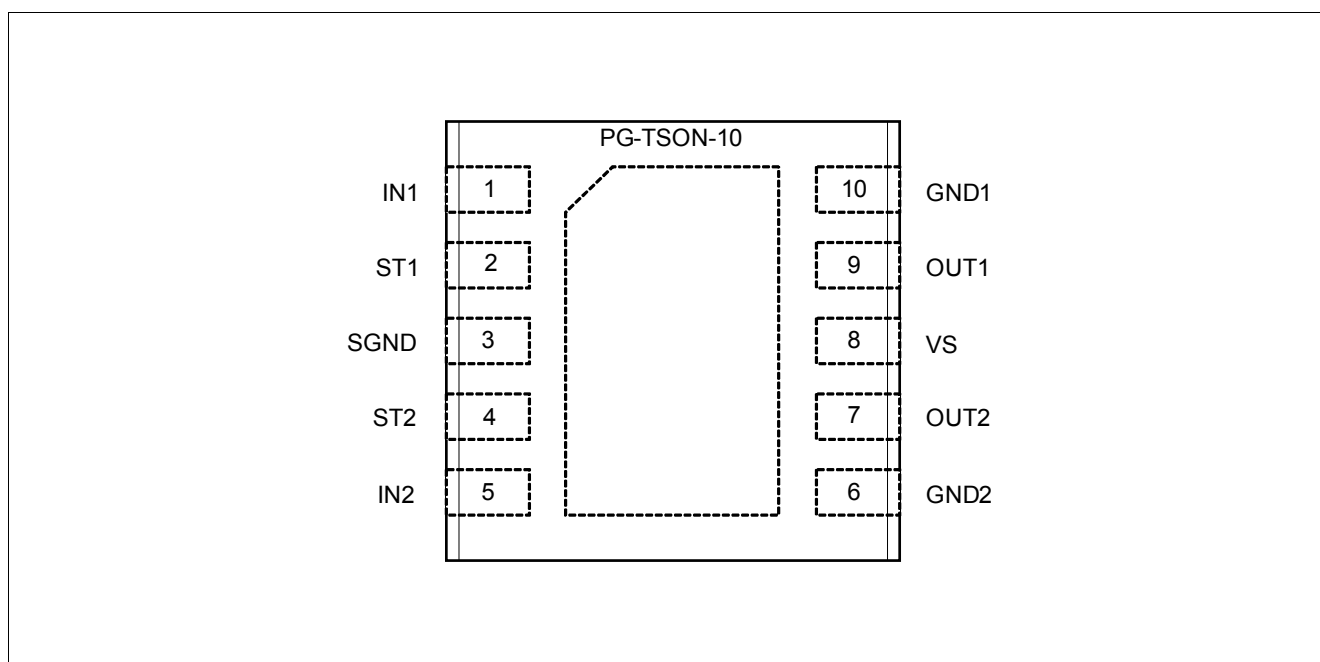 PG-TSON-10
IN1 1 10 GND1
ST1 2 9 OUT1
SGND 3 8 VS
ST2 4 7 OUT2
IN2 5 6 GND2